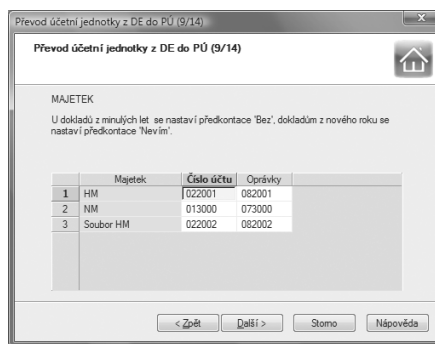 Převod účetní jednotky z DE do PÚ (9/14)
Převod účetní jednotky z DE do PÚ (9/14)
MAJETEK
U dokladů z minulých let se nastaví předkontace 'Bez', dokladům z nového roku se
nastaví předkontace 'Nevím'.
Majetek Číslo účtu Oprávky
1 HM 022001 082001
2 NM 013000 073000
3 Soubor HM 022002 082002
< Zpět Další > Storno Nápověda